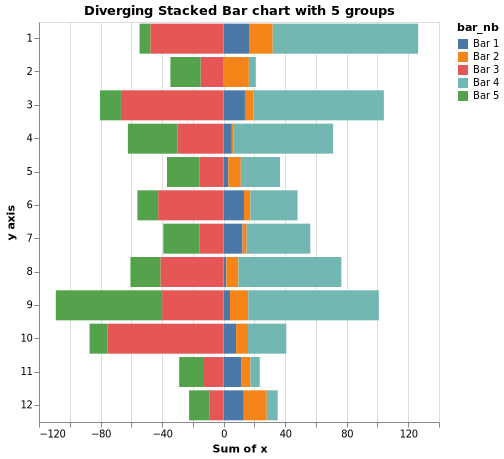 Diverging Stacked Bar chart with 5 groups
bar_nb
Bar 1
Bar 2
Bar 3
Bar 4
Bar 5
y axis
1
2
3
4
5
6
7
8
9
10
11
12
−120 −80 −40 0 40 80 120
Sum of x